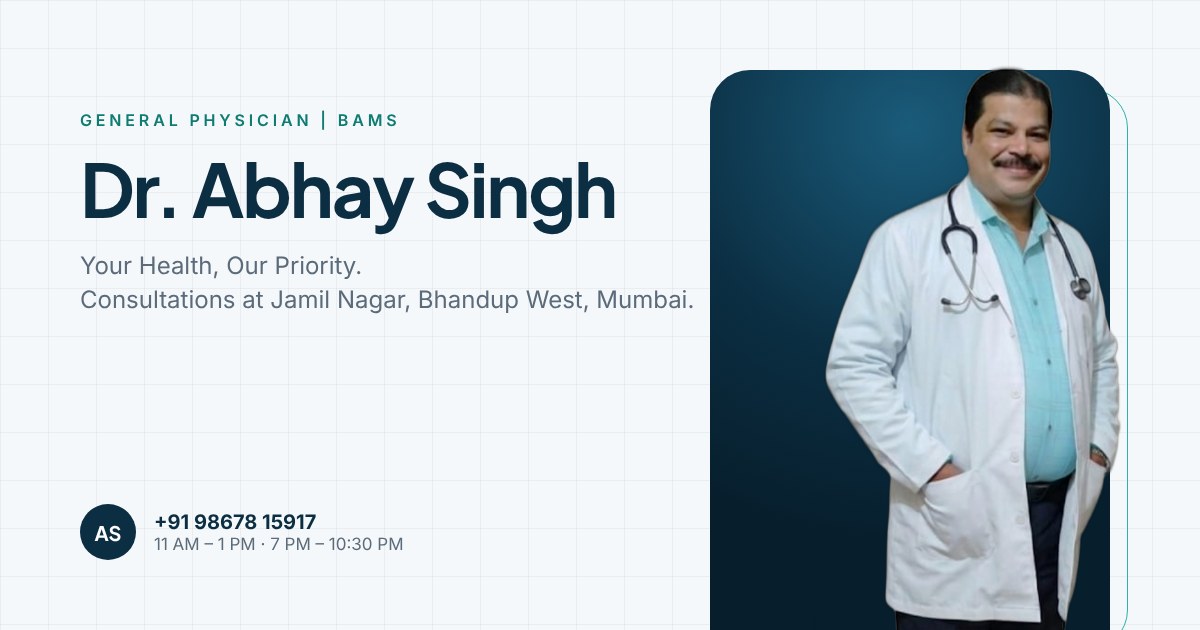 GENERAL PHYSICIAN | BAMS
Dr. Abhay Singh
Your Health, Our Priority.
Consultations at Jamil Nagar, Bhandup West, Mumbai.
AS
+91 98678 15917
11 AM – 1 PM · 7 PM – 10:30 PM